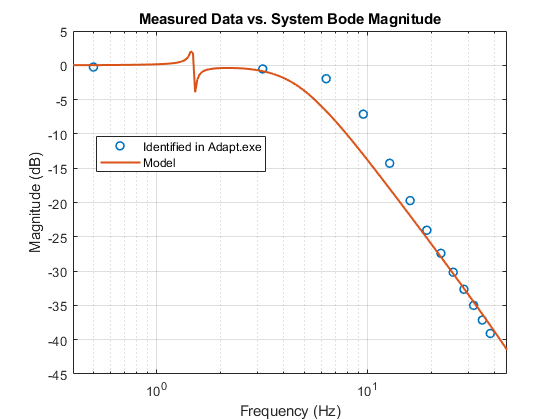 Measured Data vs. System Bode Magnitude
5
0
-5
-10
-15
-20
-25
-30
-35
-40
-45
Magnitude (dB)
Identified in Adapt.exe
Model
10^0
10^1
Frequency (Hz)